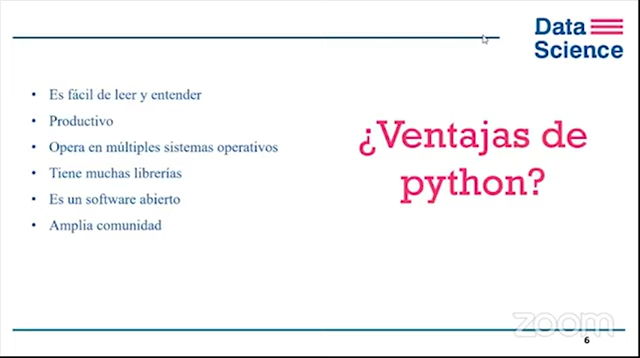 Data
Science
• Es fácil de leer y entender
• Productivo
• Opera en múltiples sistemas operativos
• Tiene muchas librerías
• Es un software abierto
• Amplia comunidad
¿Ventajas de
python?
zoom
6